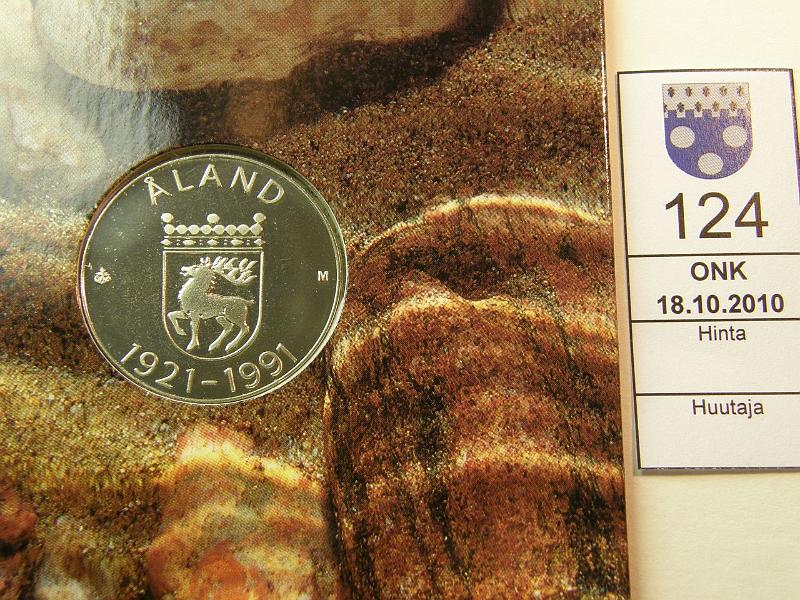 ÅLAND
M
1921-1991
124
ONK
18.10.2010
Hinta
Huutaja